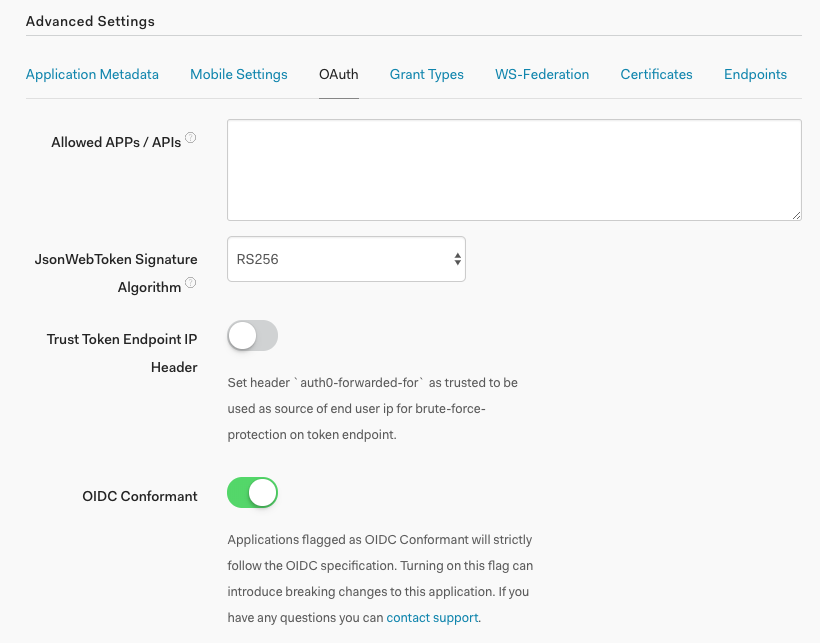 Advanced Settings
Application Metadata Mobile Settings OAuth Grant Types WS-Federation Certificates Endpoints
Allowed APPs / APIs ?
JsonWebToken Signature
Algorithm ?
RS256
Trust Token Endpoint IP
Header
Set header `auth0-forwarded-for` as trusted to be
used as source of end user ip for brute-force-
protection on token endpoint.
OIDC Conformant
Applications flagged as OIDC Conformant will strictly
follow the OIDC specification. Turning on this flag can
introduce breaking changes to this application. If you
have any questions you can contact support.